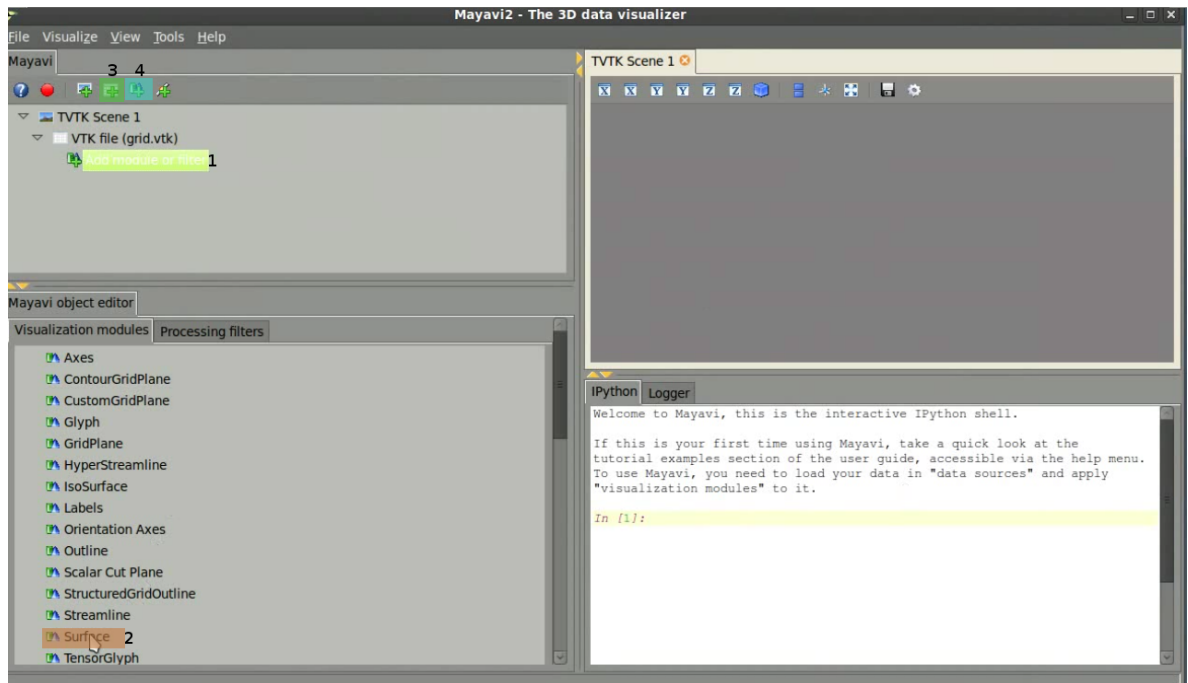 Mayavi2 - The 3D data visualizer
File Visualize View Tools Help
Mayavi
3 4
TVTK Scene 1
VTK file (grid.vtk)
Add module or filter 1
Mayavi object editor
Visualization modules Processing filters
Axes
ContourGridPlane
CustomGridPlane
Glyph
GridPlane
HyperStreamline
IsoSurface
Labels
Orientation Axes
Outline
Scalar Cut Plane
StructuredGridOutline
Streamline
Surface 2
TensorGlyph
TVTK Scene 1
X X Y Y Z Z
IPython Logger
Welcome to Mayavi, this is the interactive IPython shell.
If this is your first time using Mayavi, take a quick look at the
tutorial examples section of the user guide, accessible via the help menu.
To use Mayavi, you need to load your data in "data sources" and apply
"visualization modules" to it.
In [1]: